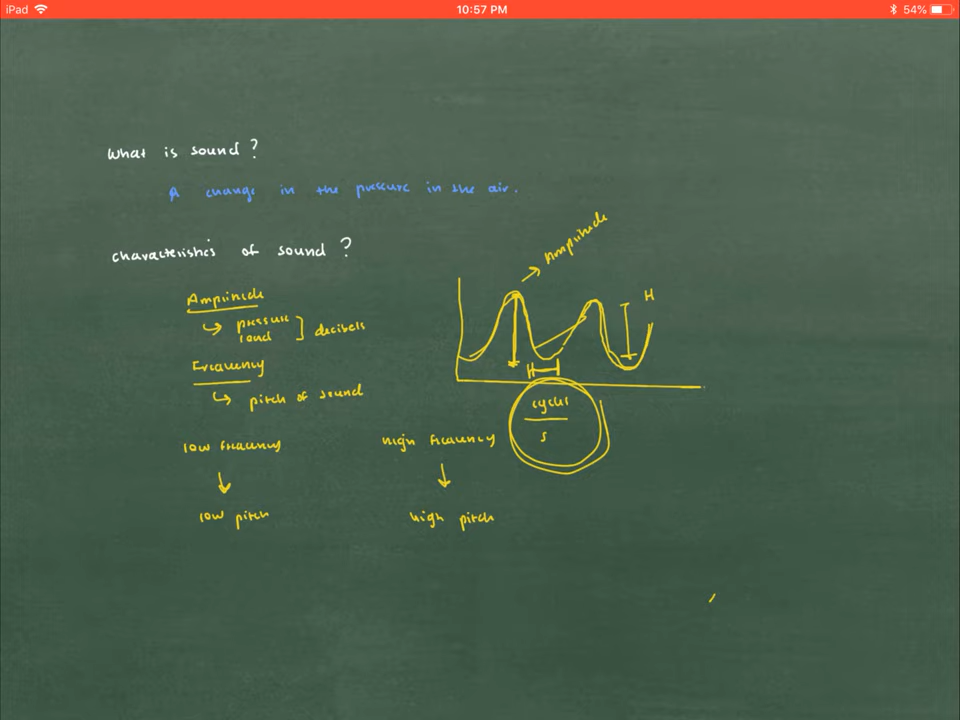 iPad
10:57 PM
54%
What is sound?
A change in the pressure in the air.
Characteristics of sound?
Amplitude
pressure
loud
decibels
Frequency
pitch of sound
low frequency
low pitch
high frequency
high pitch
Amplitude
H
H
cycles
s